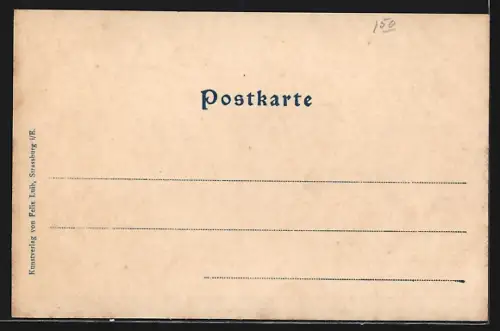 150
Postkarte
Kunstverlag von Felix Luib, Strassburg i/E.